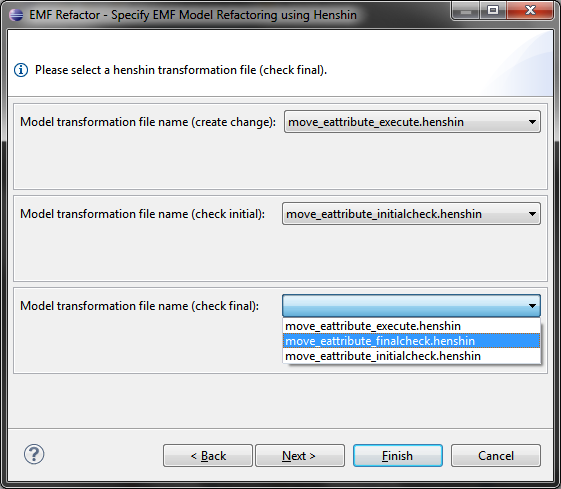 EMF Refactor - Specify EMF Model Refactoring using Henshin
Please select a henshin transformation file (check final).
Model transformation file name (create change): move_eattribute_execute.henshin
Model transformation file name (check initial): move_eattribute_initialcheck.henshin
Model transformation file name (check final):
move_eattribute_execute.henshin
move_eattribute_finalcheck.henshin
move_eattribute_initialcheck.henshin
? < Back Next > Finish Cancel